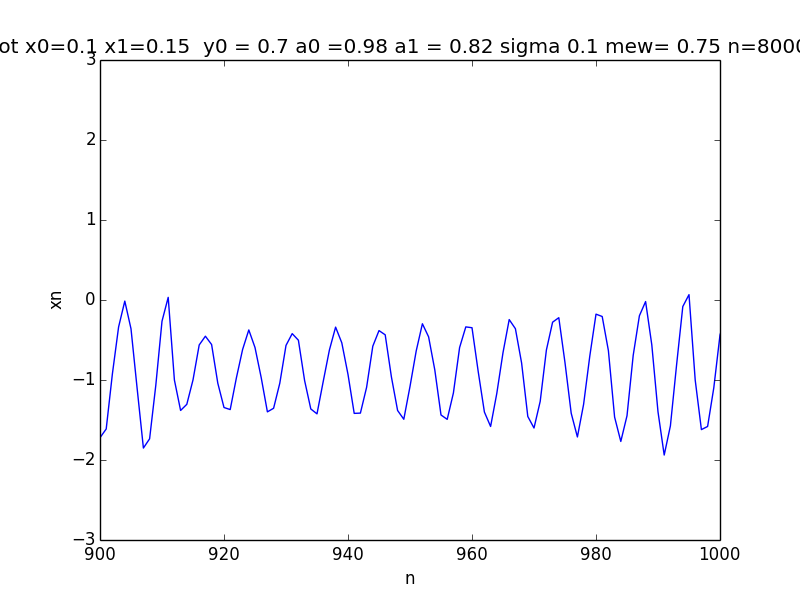 ot x0=0.1 x1=0.15  y0 = 0.7 a0 =0.98 a1 = 0.82 sigma 0.1 mew= 0.75 n=8000
3
2
1
0
−1
−2
−3
xn
900 920 940 960 980 1000
n